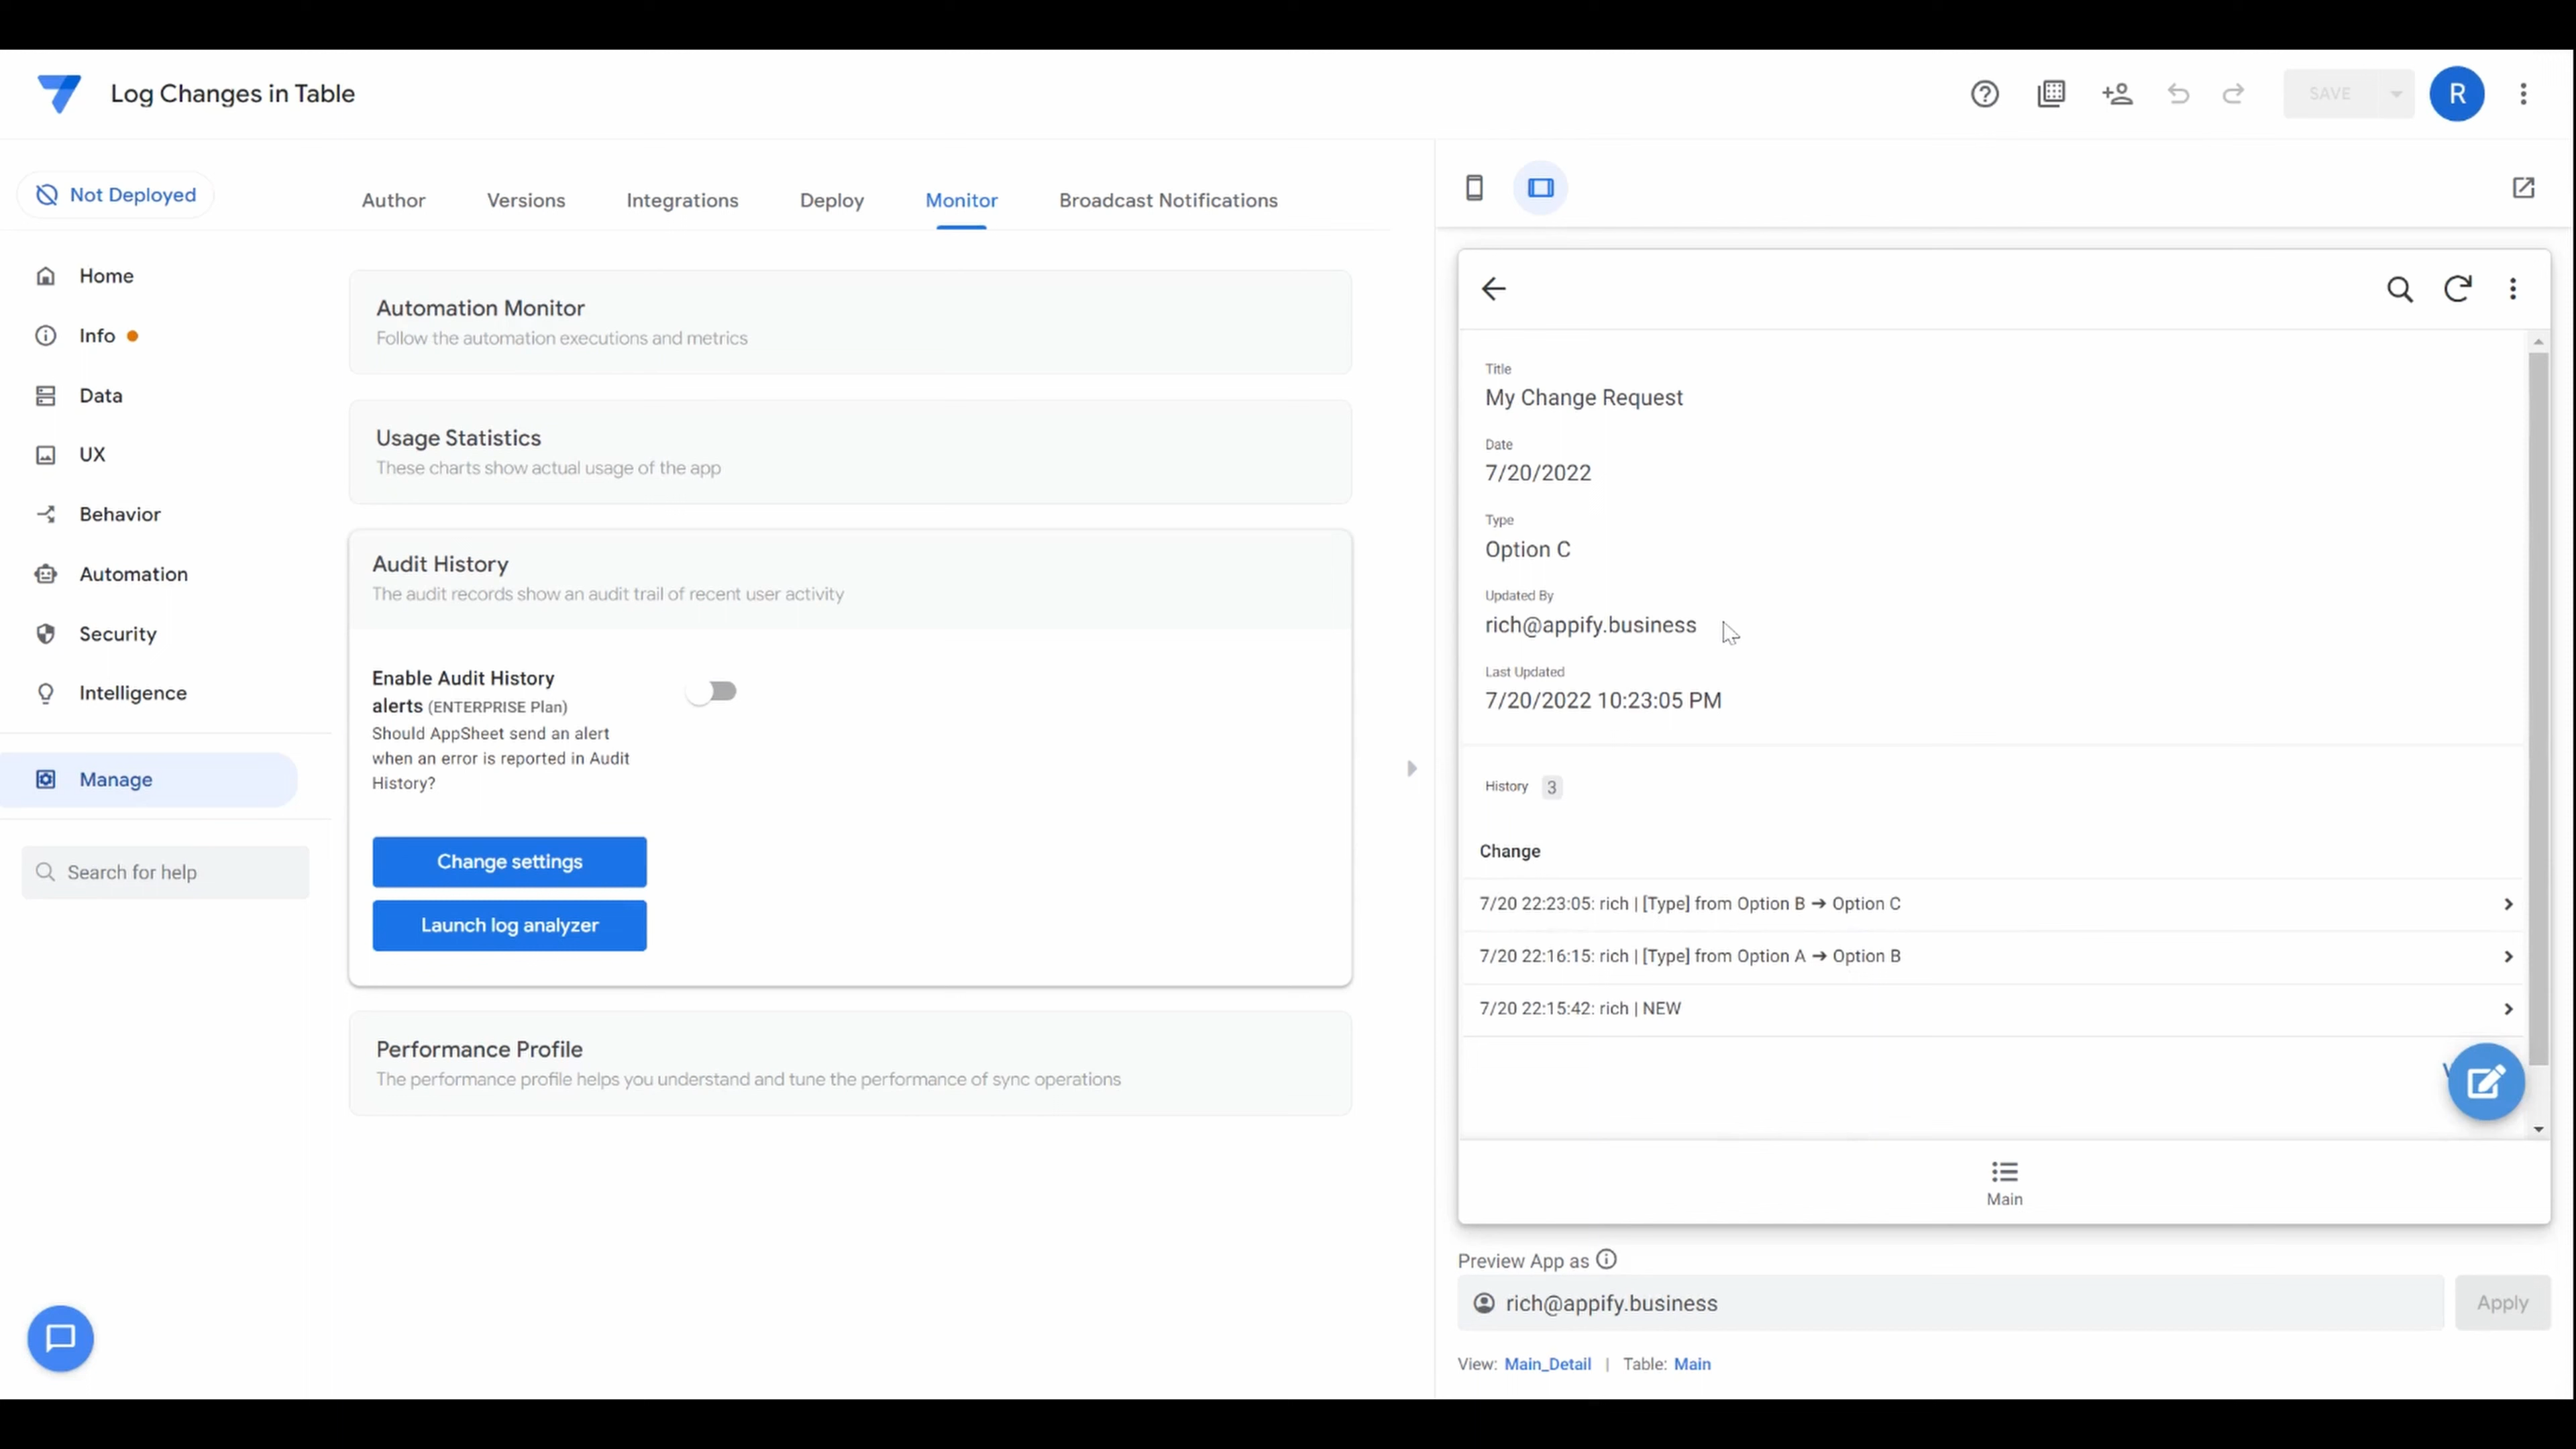 Log Changes in Table
SAVE
R
Not Deployed
Author
Versions
Integrations
Deploy
Monitor
Broadcast Notifications
Home
Info
Data
UX
Behavior
Automation
Security
Intelligence
Manage
Search for help
Automation Monitor
Follow the automation executions and metrics
Usage Statistics
These charts show actual usage of the app
Audit History
The audit records show an audit trail of recent user activity
Enable Audit History
alerts (ENTERPRISE Plan)
Should AppSheet send an alert
when an error is reported in Audit
History?
Change settings
Launch log analyzer
Performance Profile
The performance profile helps you understand and tune the performance of sync operations
Title
My Change Request
Date
7/20/2022
Type
Option C
Updated By
rich@appify.business
Last Updated
7/20/2022 10:23:05 PM
History 3
Change
7/20 22:23:05: rich | [Type] from Option B ➔ Option C
7/20 22:16:15: rich | [Type] from Option A ➔ Option B
7/20 22:15:42: rich | NEW
Main
Preview App as
rich@appify.business
Apply
View: Main_Detail | Table: Main